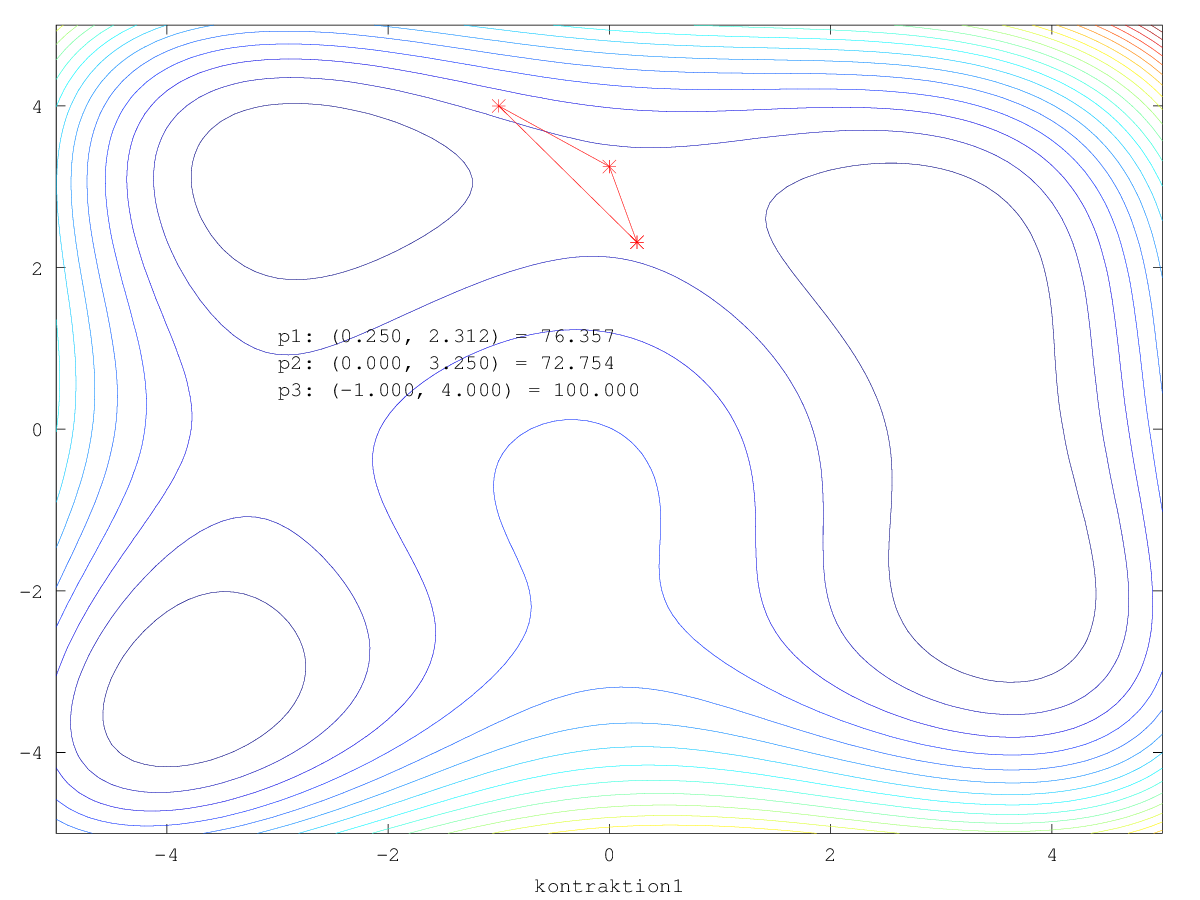 4
2
p1: (0.250, 2.312) = 76.357
p2: (0.000, 3.250) = 72.754
p3: (-1.000, 4.000) = 100.000
0
-2
-4
-4 -2 0 2 4
kontraktion1